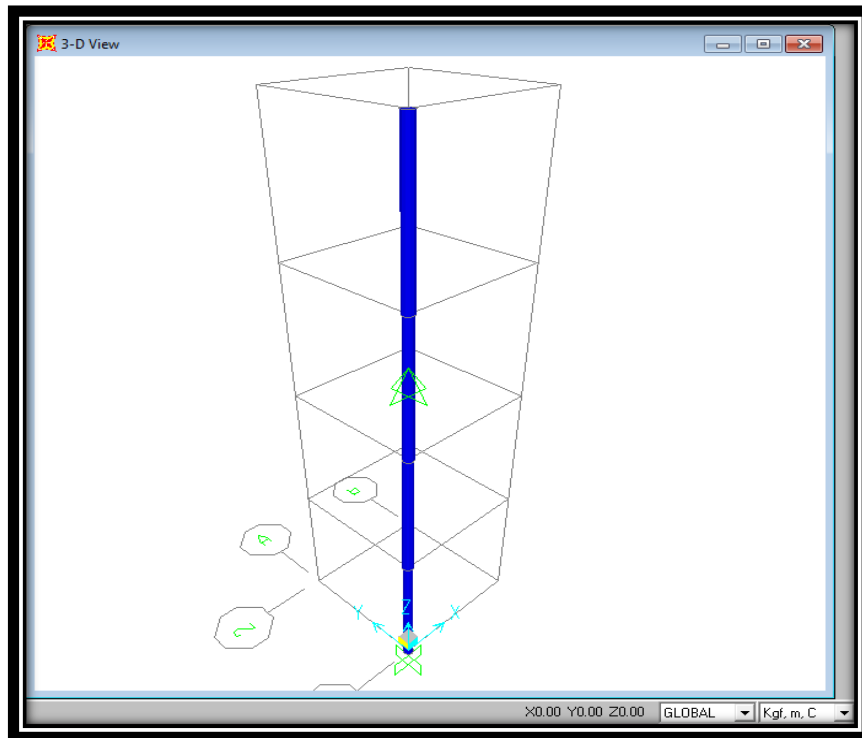 3-D View
A
Y
Z
X
X0.00 Y0.00 Z0.00
GLOBAL
Kgf, m, C